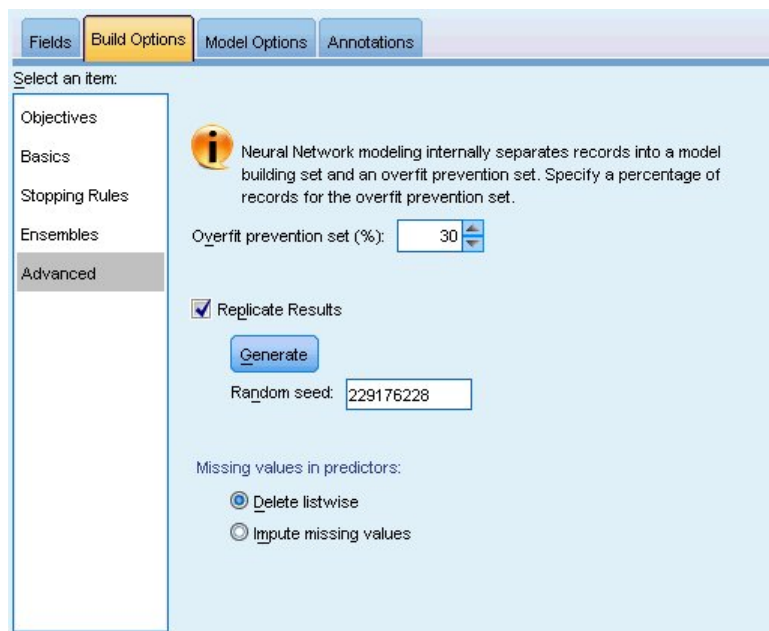 Fields Build Options Model Options Annotations
Select an item:
Objectives
Basics
Stopping Rules
Ensembles
Advanced
Neural Network modeling internally separates records into a model
building set and an overfit prevention set. Specify a percentage of
records for the overfit prevention set.
Overfit prevention set (%): 30
Replicate Results
Generate
Random seed: 229176228
Missing values in predictors:
Delete listwise
Impute missing values